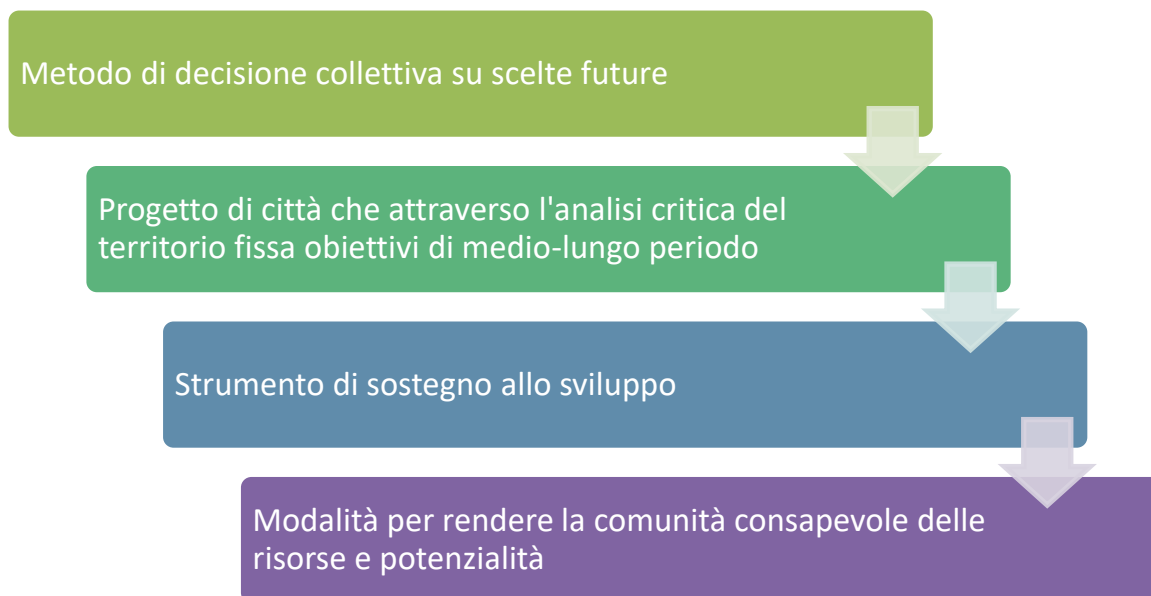 Metodo di decisione collettiva su scelte future
Progetto di città che attraverso l'analisi critica del
territorio fissa obiettivi di medio-lungo periodo
Strumento di sostegno allo sviluppo
Modalità per rendere la comunità consapevole delle
risorse e potenzialità